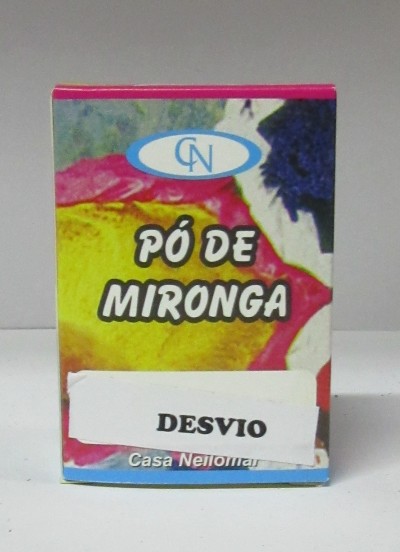 CN
PÓ DE
MIRONGA
DESVIO
Casa Nellomar